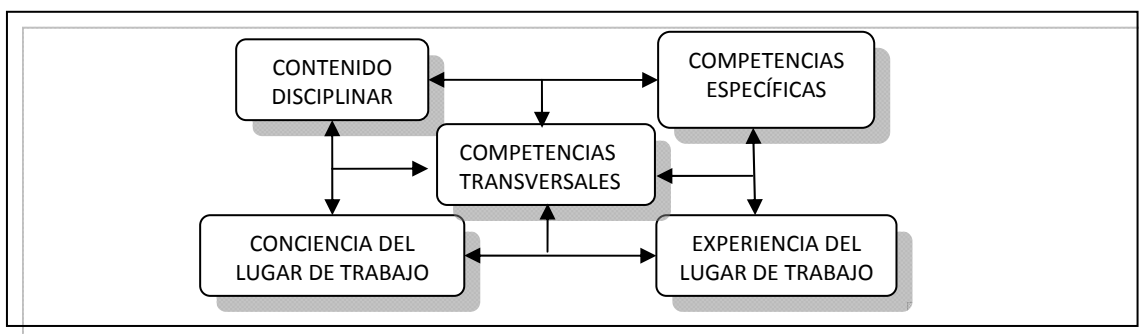 CONTENIDO
DISCIPLINAR
COMPETENCIAS
ESPECÍFICAS
COMPETENCIAS
TRANSVERSALES
CONCIENCIA DEL
LUGAR DE TRABAJO
EXPERIENCIA DEL
LUGAR DE TRABAJO